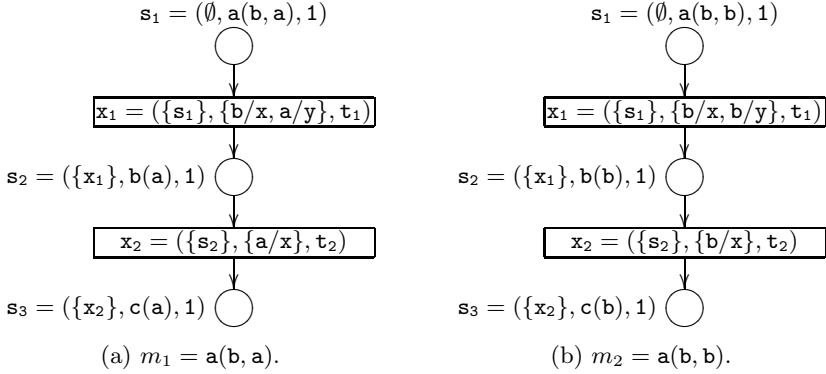 s₁ = (∅, a(b, a), 1)
x₁ = ({s₁}, {b/x, a/y}, t₁)
s₂ = ({x₁}, b(a), 1)
x₂ = ({s₂}, {a/x}, t₂)
s₃ = ({x₂}, c(a), 1)
(a) m₁ = a(b, a).
s₁ = (∅, a(b, b), 1)
x₁ = ({s₁}, {b/x, b/y}, t₁)
s₂ = ({x₁}, b(b), 1)
x₂ = ({s₂}, {b/x}, t₂)
s₃ = ({x₂}, c(b), 1)
(b) m₂ = a(b, b).